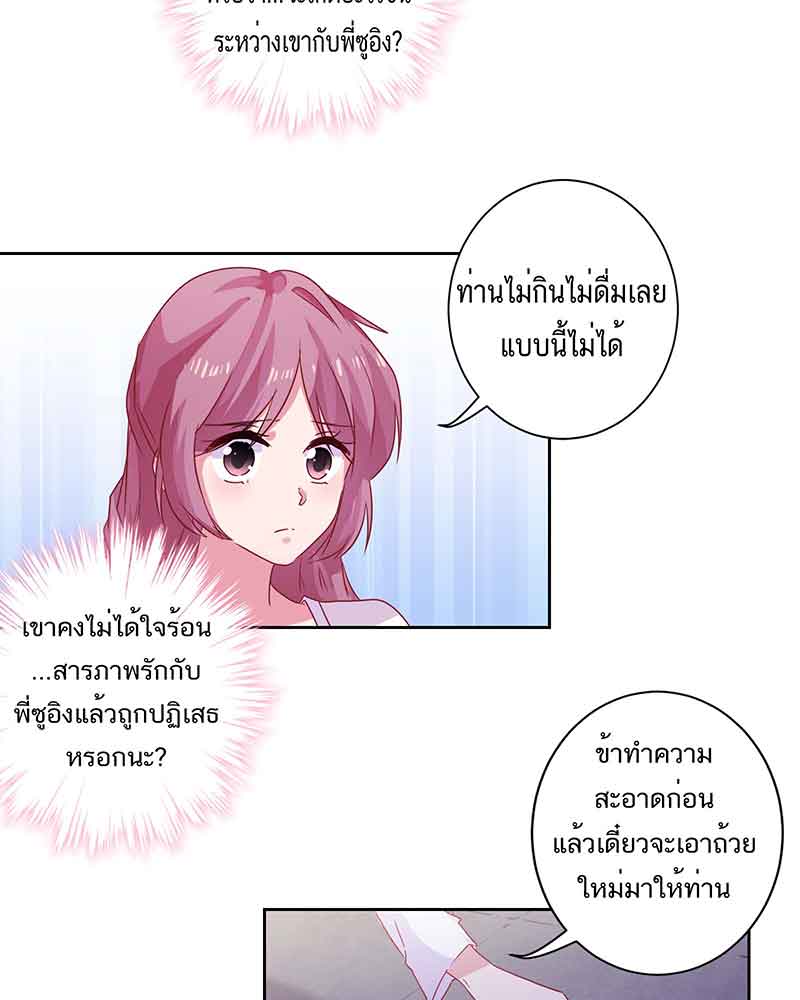 ระหว่างเขากับพี่ซูอิง?
ท่านไม่กินไม่ดื่มเลย
แบบนี้ไม่ได้
เขาคงไม่ได้ใจร้อน
...สารภาพรักกับ
พี่ซูอิงแล้วถูกปฏิเสธ
หรอกนะ?
ข้าทำความ
สะอาดก่อน
แล้วเดี๋ยวจะเอาถ้วย
ใหม่มาให้ท่าน